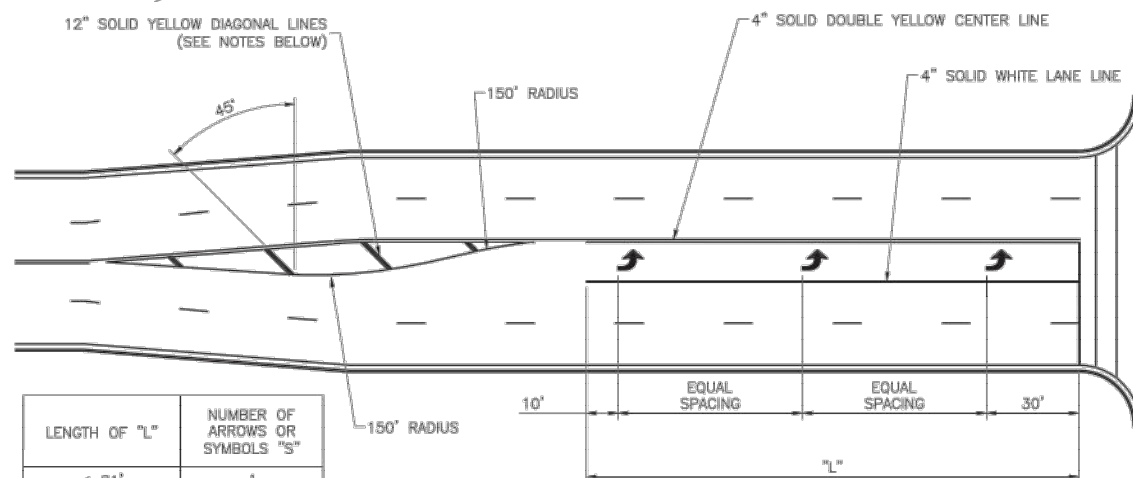 12" SOLID YELLOW DIAGONAL LINES
(SEE NOTES BELOW)
4" SOLID DOUBLE YELLOW CENTER LINE
4" SOLID WHITE LANE LINE
150' RADIUS
45°
10'
EQUAL
SPACING
EQUAL
SPACING
30'
150' RADIUS
"L"
LENGTH OF "L"
NUMBER OF
ARROWS OR
SYMBOLS "S"